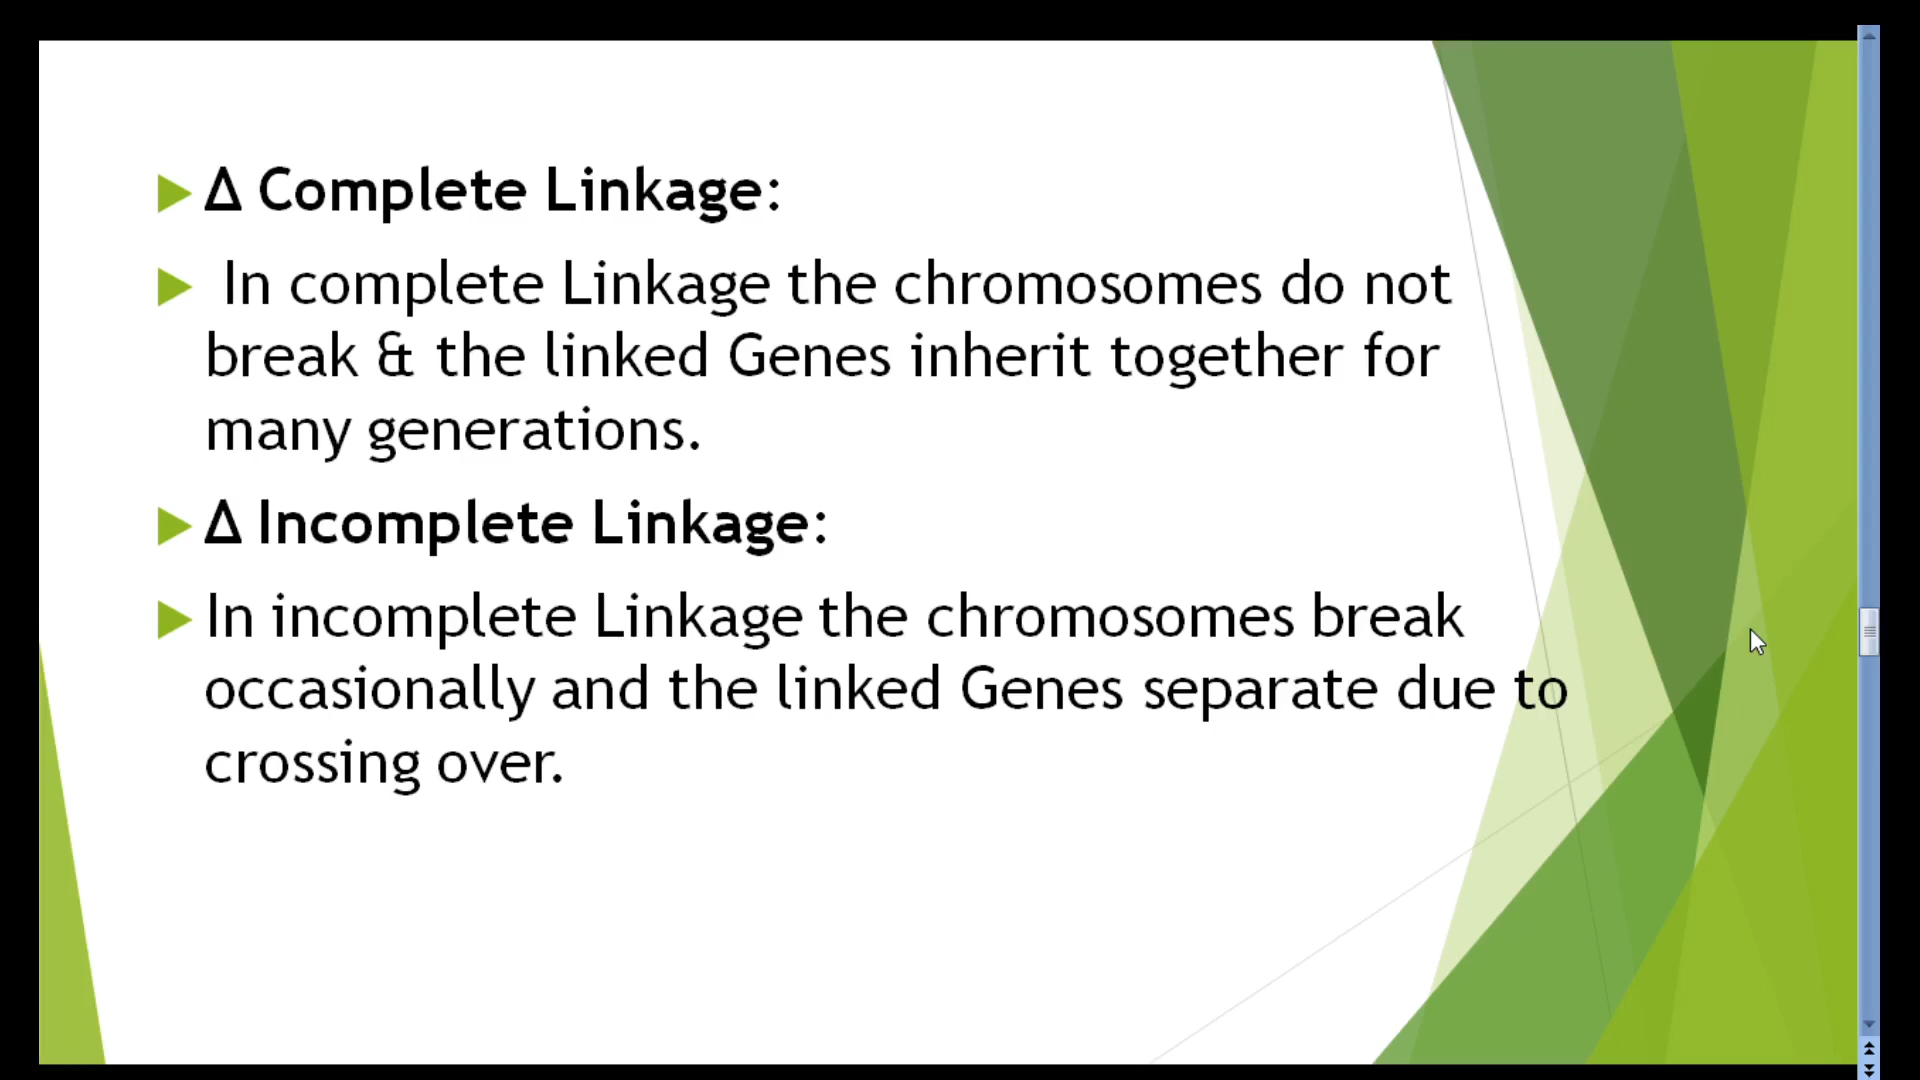 Δ Complete Linkage:
In complete Linkage the chromosomes do not
break & the linked Genes inherit together for
many generations.
Δ Incomplete Linkage:
In incomplete Linkage the chromosomes break
occasionally and the linked Genes separate due to
crossing over.